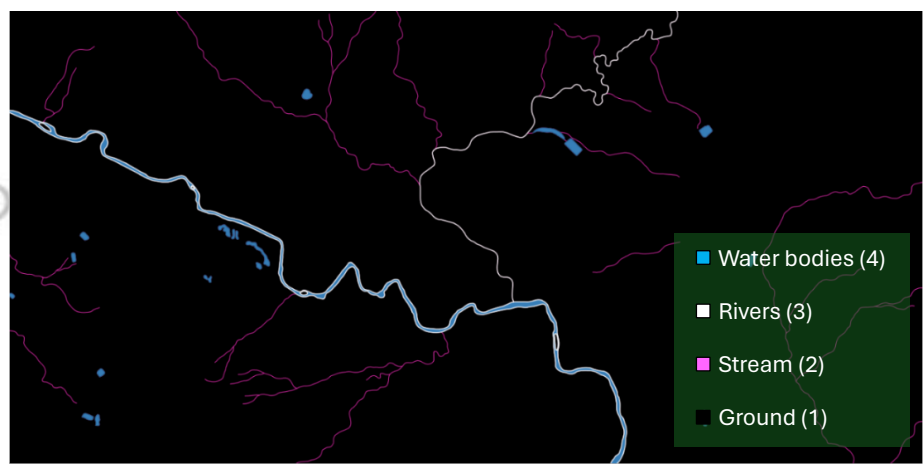 Water bodies (4)
Rivers (3)
Stream (2)
Ground (1)